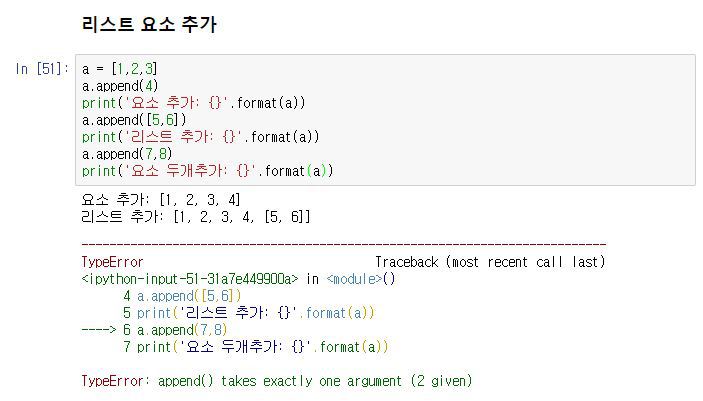 리스트 요소 추가
In [51]: a = [1,2,3]
a.append(4)
print('요소 추가: {}'.format(a))
a.append([5,6])
print('리스트 추가: {}'.format(a))
a.append(7,8)
print('요소 두개추가: {}'.format(a))
요소 추가: [1, 2, 3, 4]
리스트 추가: [1, 2, 3, 4, [5, 6]]
---------------------------------------------------------------------------
TypeError Traceback (most recent call last)
<ipython-input-51-31a7e449900a> in <module>()
4 a.append([5,6])
5 print('리스트 추가: {}'.format(a))
----> 6 a.append(7,8)
7 print('요소 두개추가: {}'.format(a))
TypeError: append() takes exactly one argument (2 given)